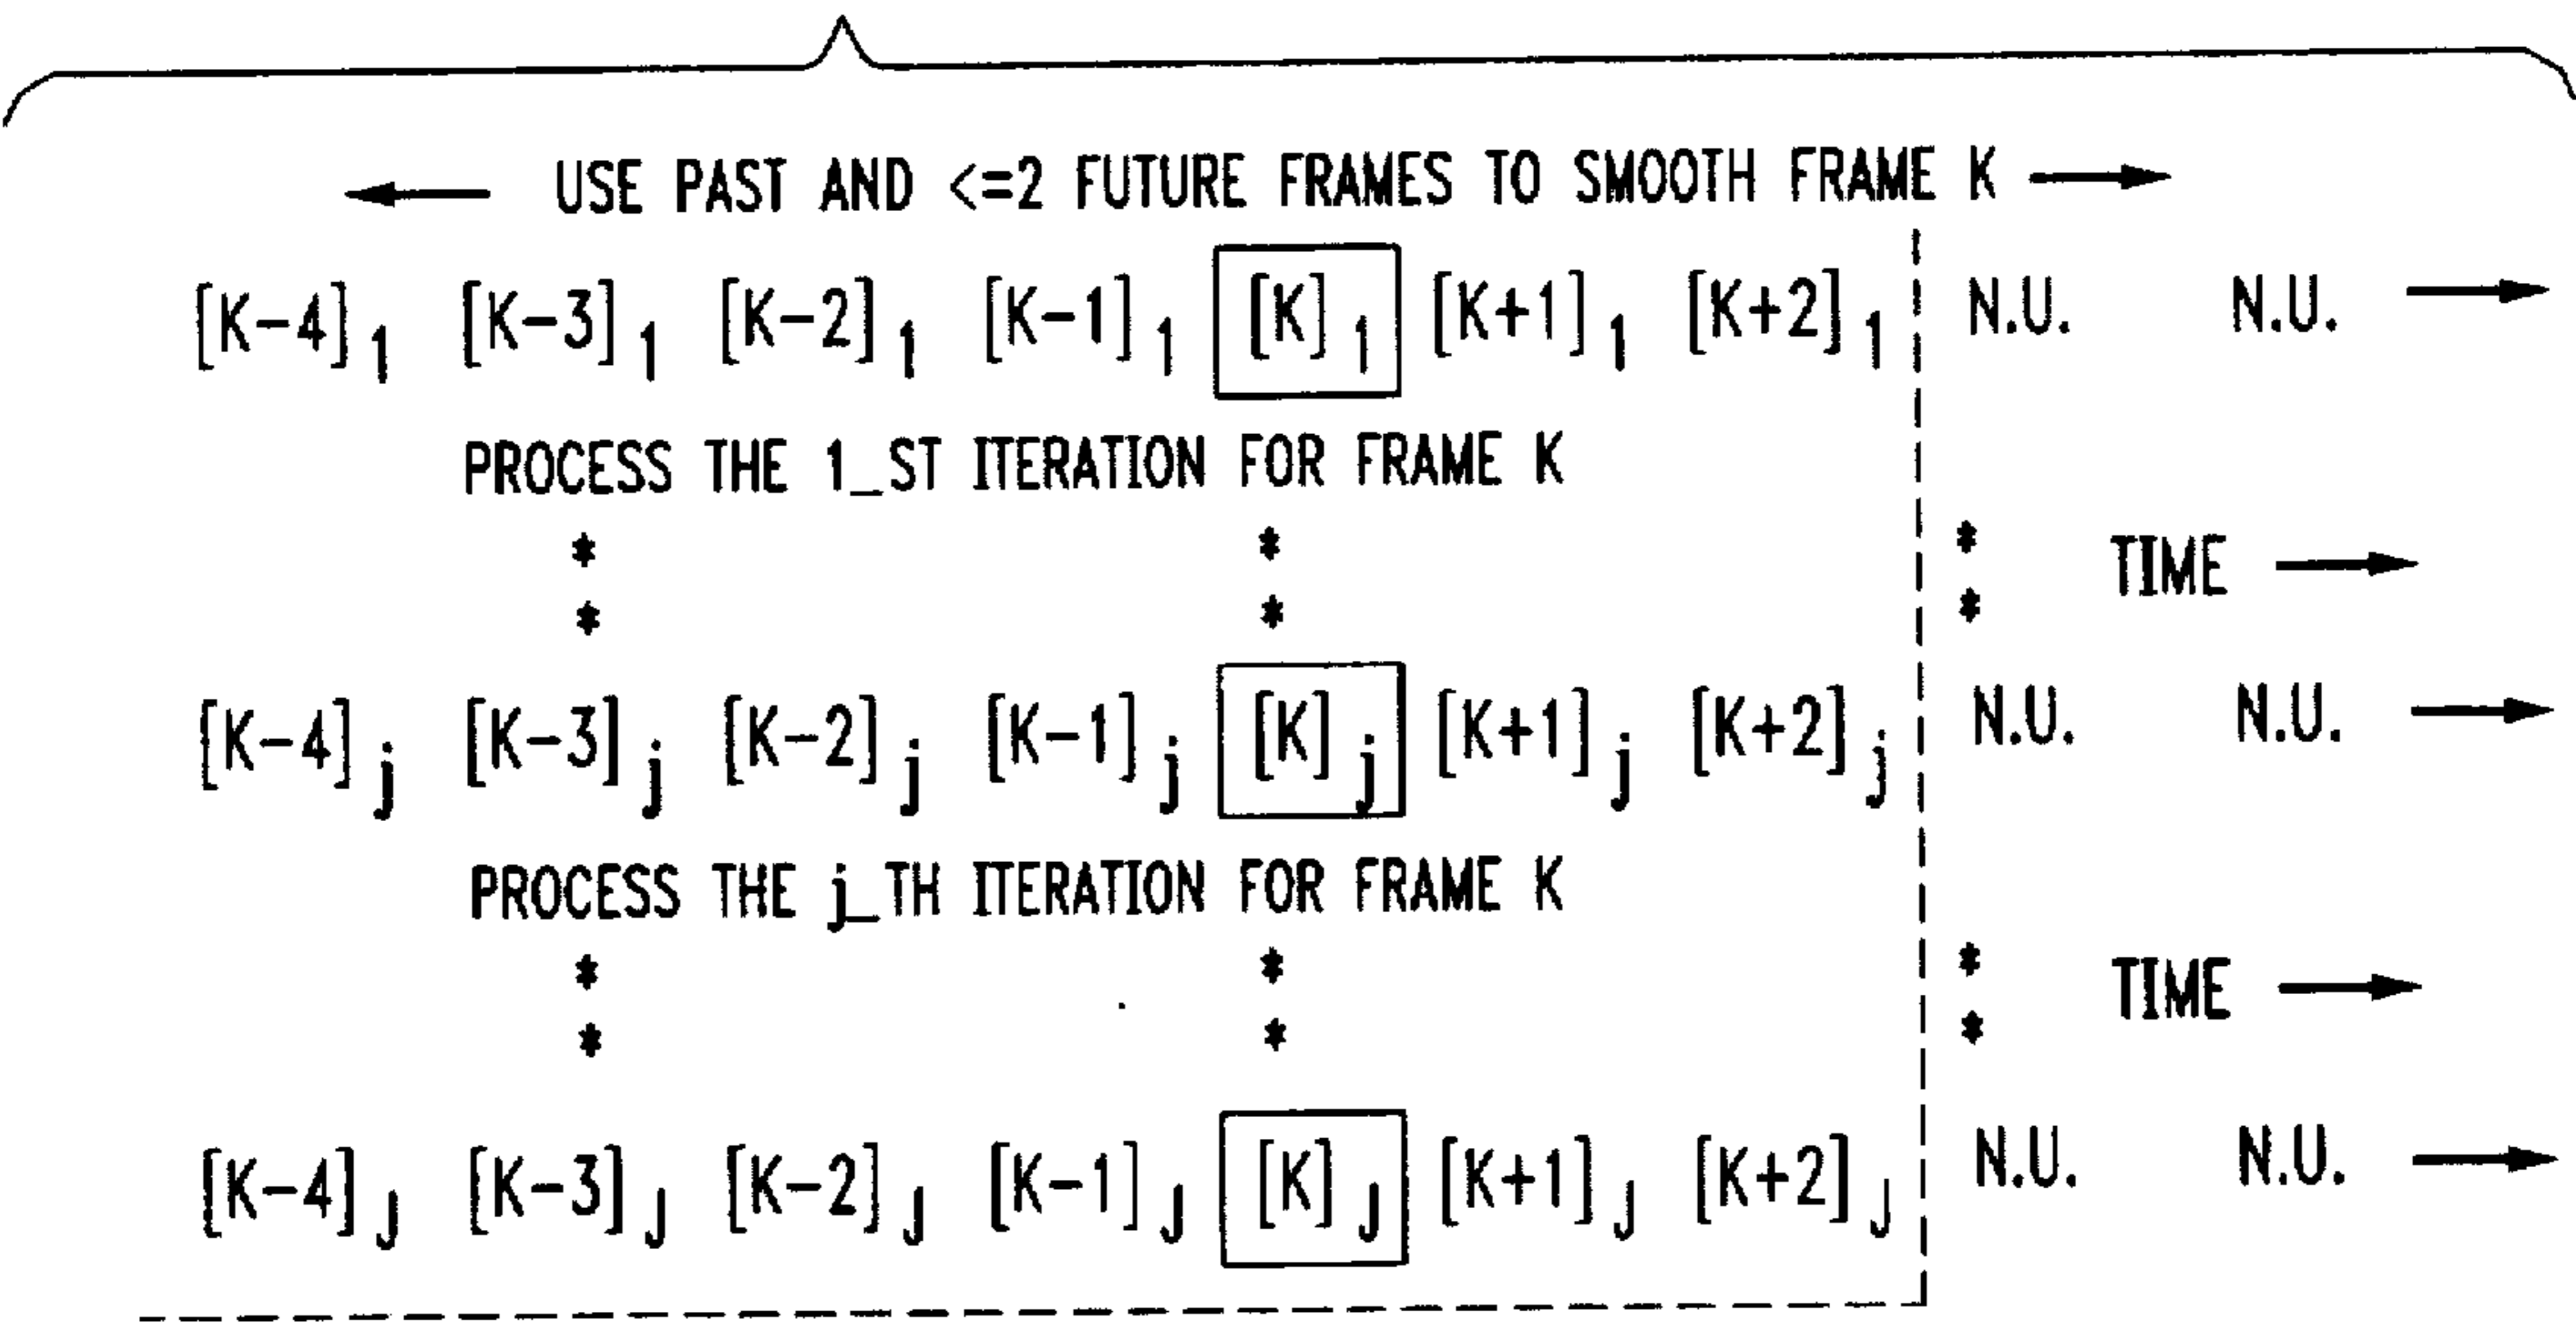 ← USE PAST AND <=2 FUTURE FRAMES TO SMOOTH FRAME K →
[K-4]1 [K-3]1 [K-2]1 [K-1]1 [K]1 [K+1]1 [K+2]1 N.U. N.U. →
PROCESS THE 1_ST ITERATION FOR FRAME K
* * *
TIME →
* * *
[K-4]j [K-3]j [K-2]j [K-1]j [K]j [K+1]j [K+2]j N.U. N.U. →
PROCESS THE j_TH ITERATION FOR FRAME K
* * *
TIME →
* * *
[K-4]J [K-3]J [K-2]J [K-1]J [K]J [K+1]J [K+2]J N.U. N.U. →